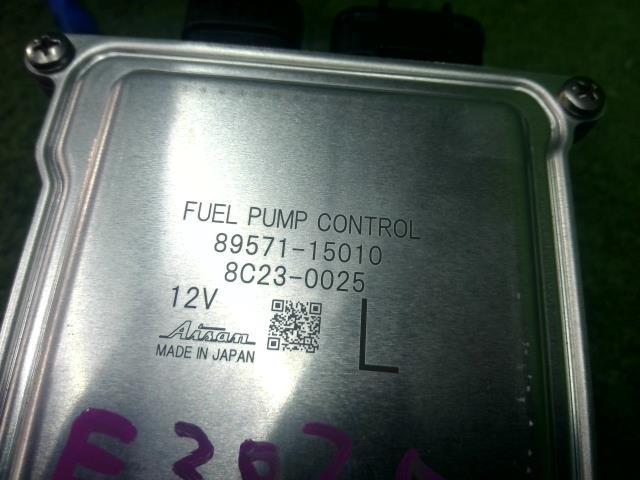 FUEL PUMP CONTROL
89571-15010
8C23-0025
12V
Aisan
MADE IN JAPAN
L